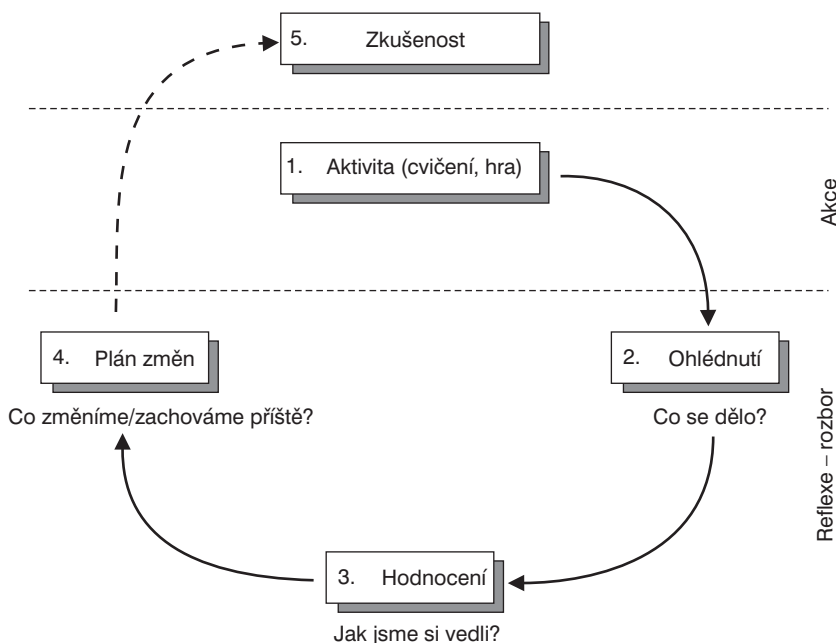 5. Zkušenost
1. Aktivita (cvičení, hra)
Akce
4. Plán změn
2. Ohlédnutí
Co změníme/zachováme příště?
Co se dělo?
Reflexe – rozbor
3. Hodnocení
Jak jsme si vedli?